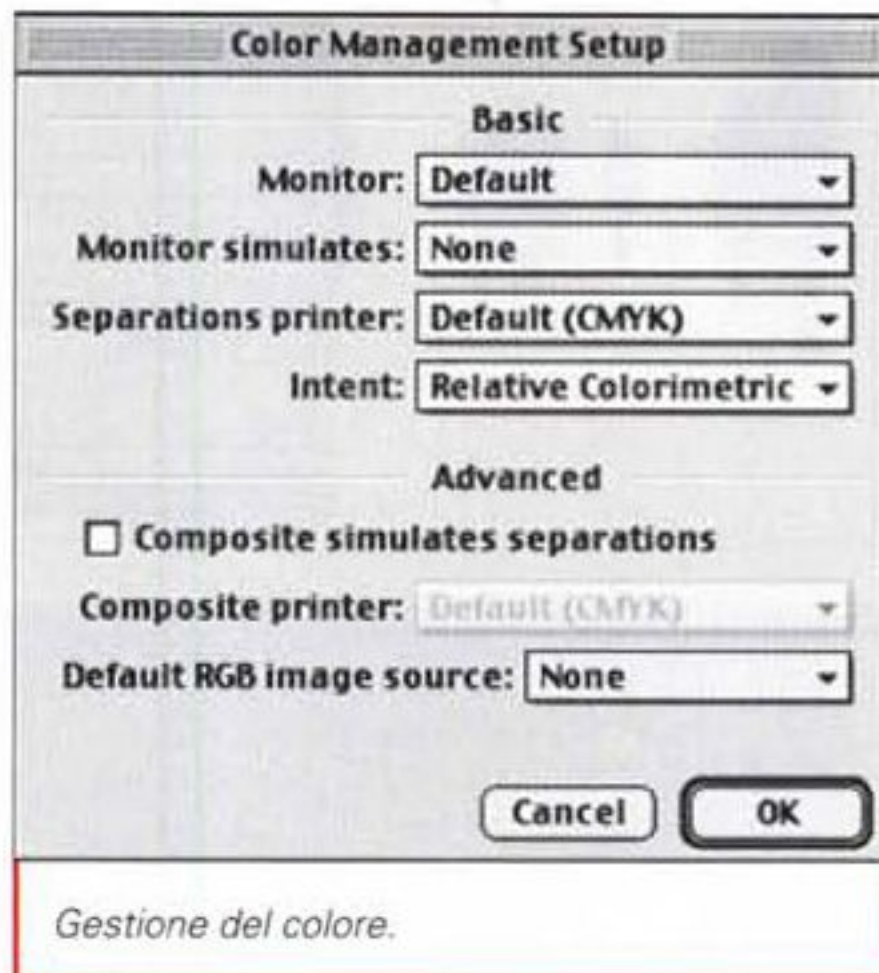 Color Management Setup
Basic
Monitor: Default
Monitor simulates: None
Separations printer: Default (CMYK)
Intent: Relative Colorimetric
Advanced
Composite simulates separations
Composite printer: Default (CMYK)
Default RGB image source: None
Cancel OK
Gestione del colore.